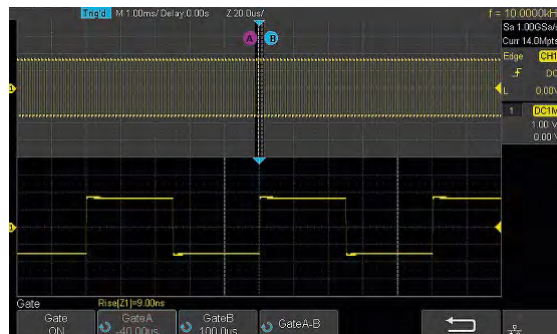 Trig'd M 1.00ms/ Delay:0.00s Z 20.0us/ f = 10.0000kH
Sa 1.00GSa/s
Curr 14.0Mpts
A B
Edge CH1
DC
L 0.00V
1 DC1M
1.00 V
0.00 V
Gate Rise[Z1]=9.00ns
Gate ON
GateA -40.00us
GateB 100.0us
GateA-B